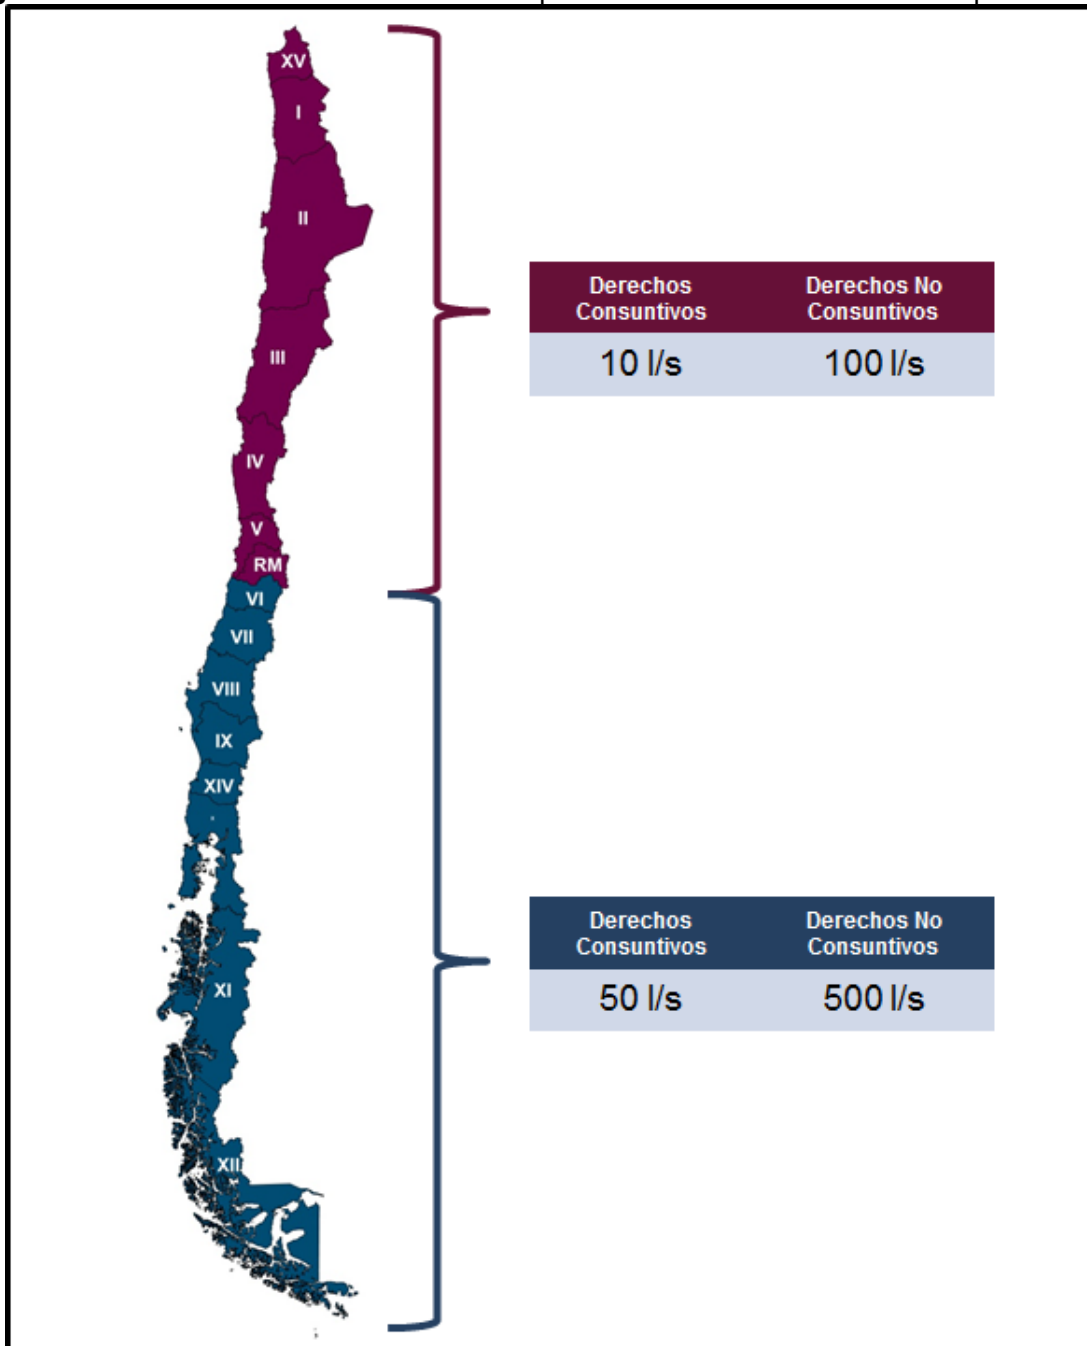 XV
I
II
III
IV
V
RM
VI
VII
VIII
IX
XIV
XI
XII
Derechos
Consuntivos
Derechos No
Consuntivos
10 l/s
100 l/s
Derechos
Consuntivos
Derechos No
Consuntivos
50 l/s
500 l/s